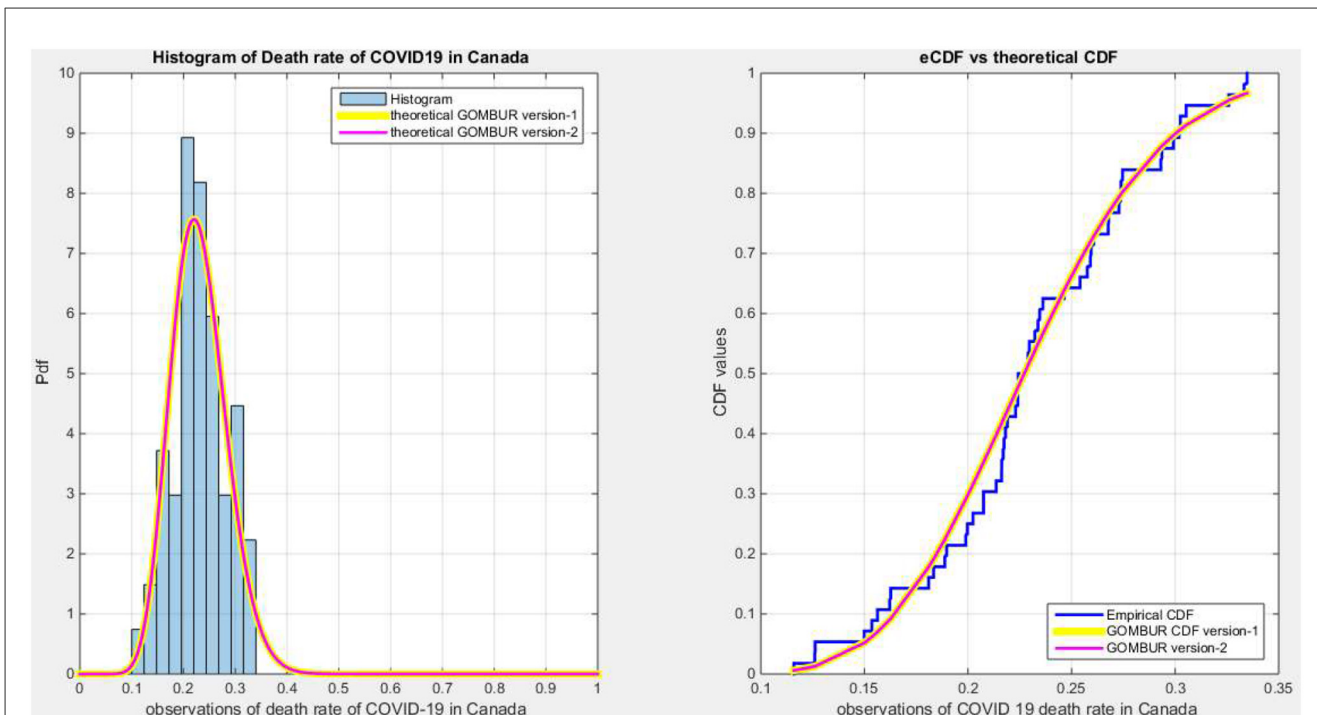 Histogram of Death rate of COVID19 in Canada
10
9
8
7
6
5
4
3
2
1
0
Pdf
Histogram
theoretical GOMBUR version-1
theoretical GOMBUR version-2
0 0.1 0.2 0.3 0.4 0.5 0.6 0.7 0.8 0.9 1
observations of death rate of COVID-19 in Canada
eCDF vs theoretical CDF
1
0.9
0.8
0.7
0.6
0.5
0.4
0.3
0.2
0.1
0
CDF values
Empirical CDF
GOMBUR CDF version-1
GOMBUR version-2
0.1 0.15 0.2 0.25 0.3 0.35
observations of COVID 19 death rate in Canada